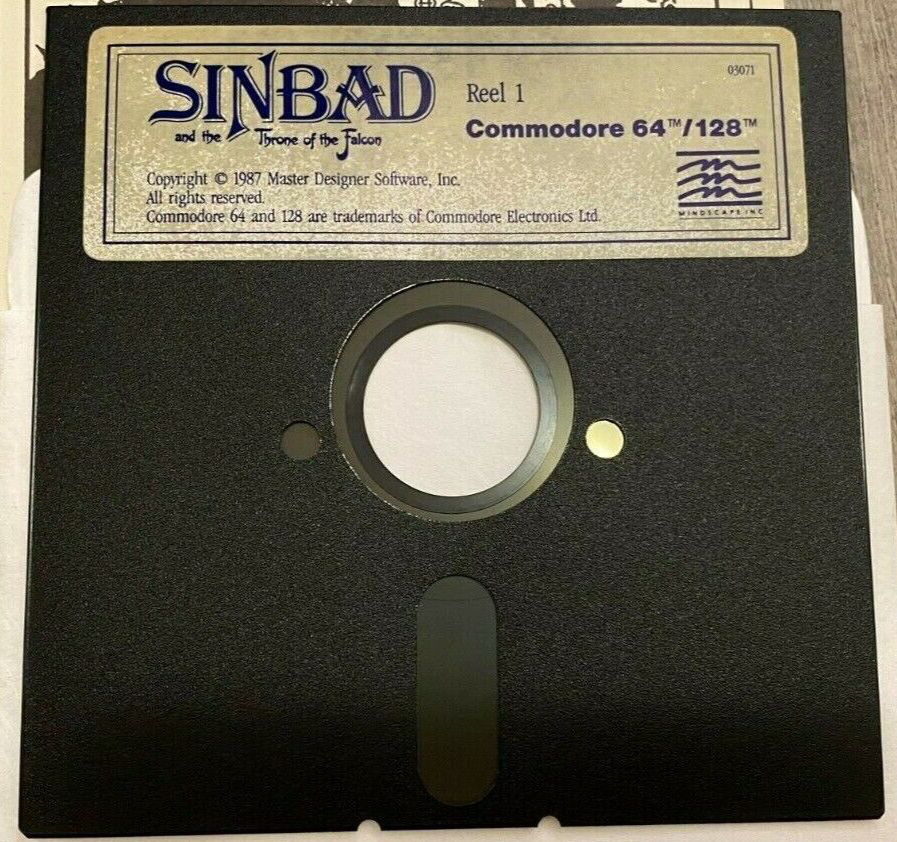 SINBAD
and the Throne of the Falcon
Reel 1
03071
Commodore 64™/128™
Copyright © 1987 Master Designer Software, Inc.
All rights reserved.
Commodore 64 and 128 are trademarks of Commodore Electronics Ltd.
MINDSCAPE INC